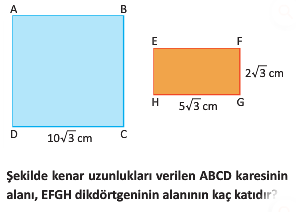 A B
E F
2√3 cm
H G
5√3 cm
D C
10√3 cm
Şekilde kenar uzunlukları verilen ABCD karesinin
alanı, EFGH dikdörtgeninin alanının kaç katıdır?